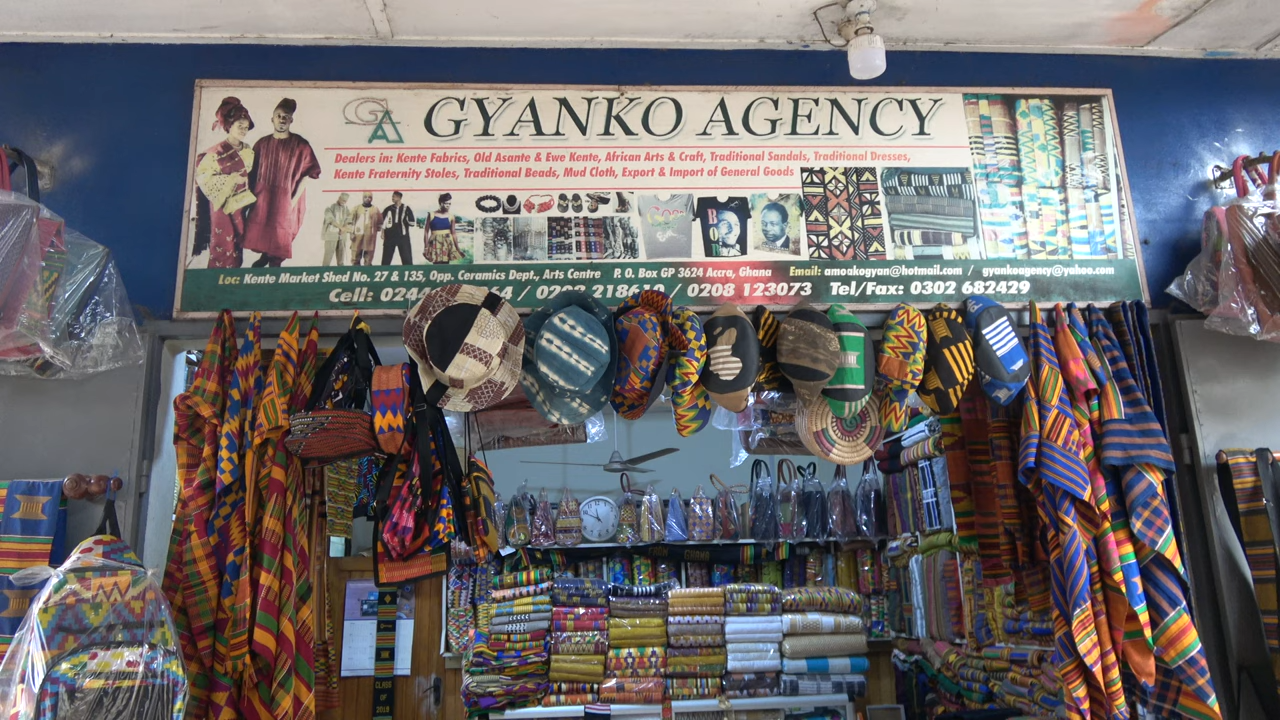 GA GYANKO AGENCY
Dealers in: Kente Fabrics, Old Asante & Ewe Kente, African Arts & Craft, Traditional Sandals, Traditional Dresses,
Kente Fraternity Stoles, Traditional Beads, Mud Cloth, Export & Import of General Goods
Loc: Kente Market Shed No. 27 & 135, Opp. Ceramics Dept., Arts Centre P. O. Box GP 3624 Accra, Ghana Email: amoakogyan@hotmail.com / gyankoagency@yahoo.com
Cell: / 0208 123073 Tel/Fax: 0302 682429
CLASS
OF
2018